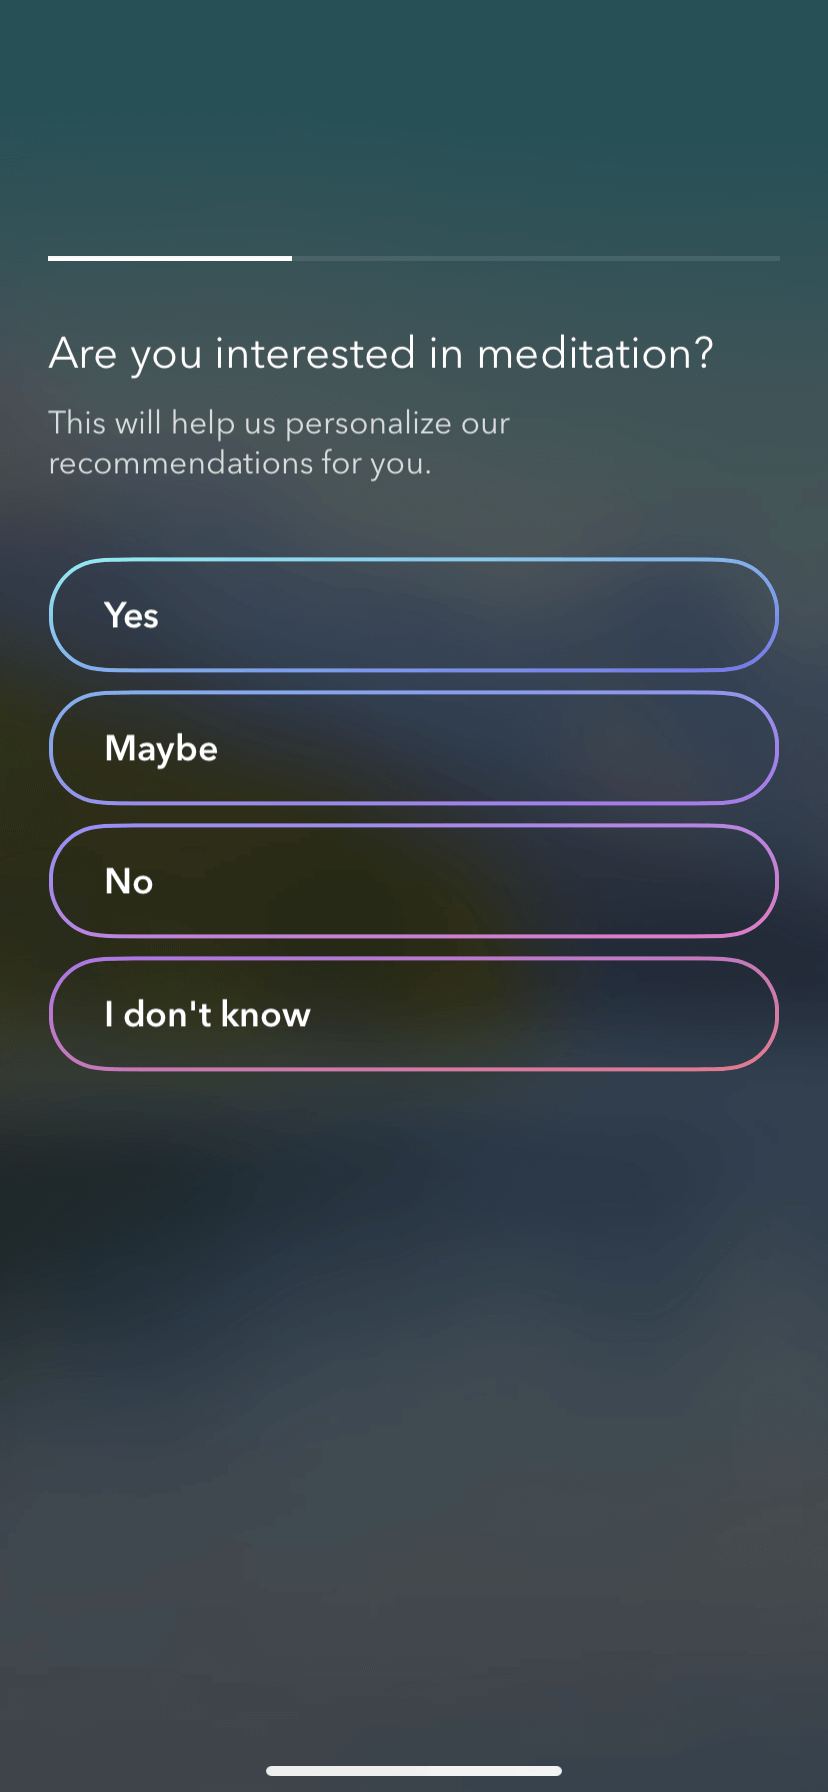 Are you interested in meditation?
This will help us personalize our
recommendations for you.
Yes
Maybe
No
I don't know